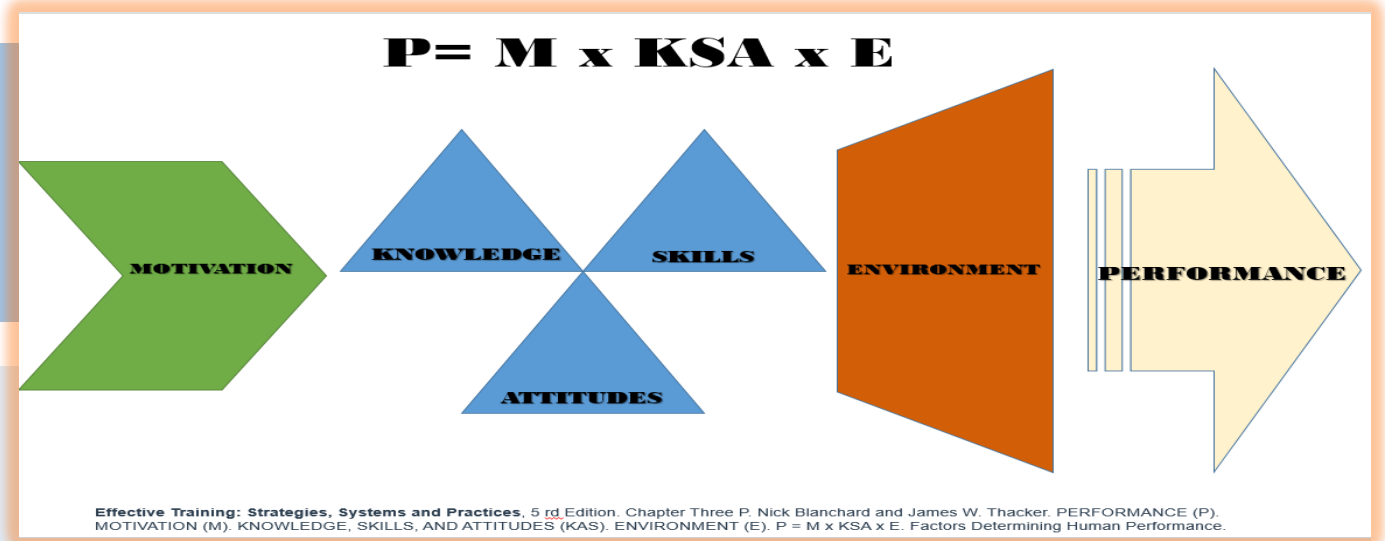 P= M x KSA x E
MOTIVATION
KNOWLEDGE
SKILLS
ATTITUDES
ENVIRONMENT
PERFORMANCE
Effective Training: Strategies, Systems and Practices, 5 rd Edition. Chapter Three P. Nick Blanchard and James W. Thacker. PERFORMANCE (P).
MOTIVATION (M). KNOWLEDGE, SKILLS, AND ATTITUDES (KAS). ENVIRONMENT (E). P = M x KSA x E. Factors Determining Human Performance.